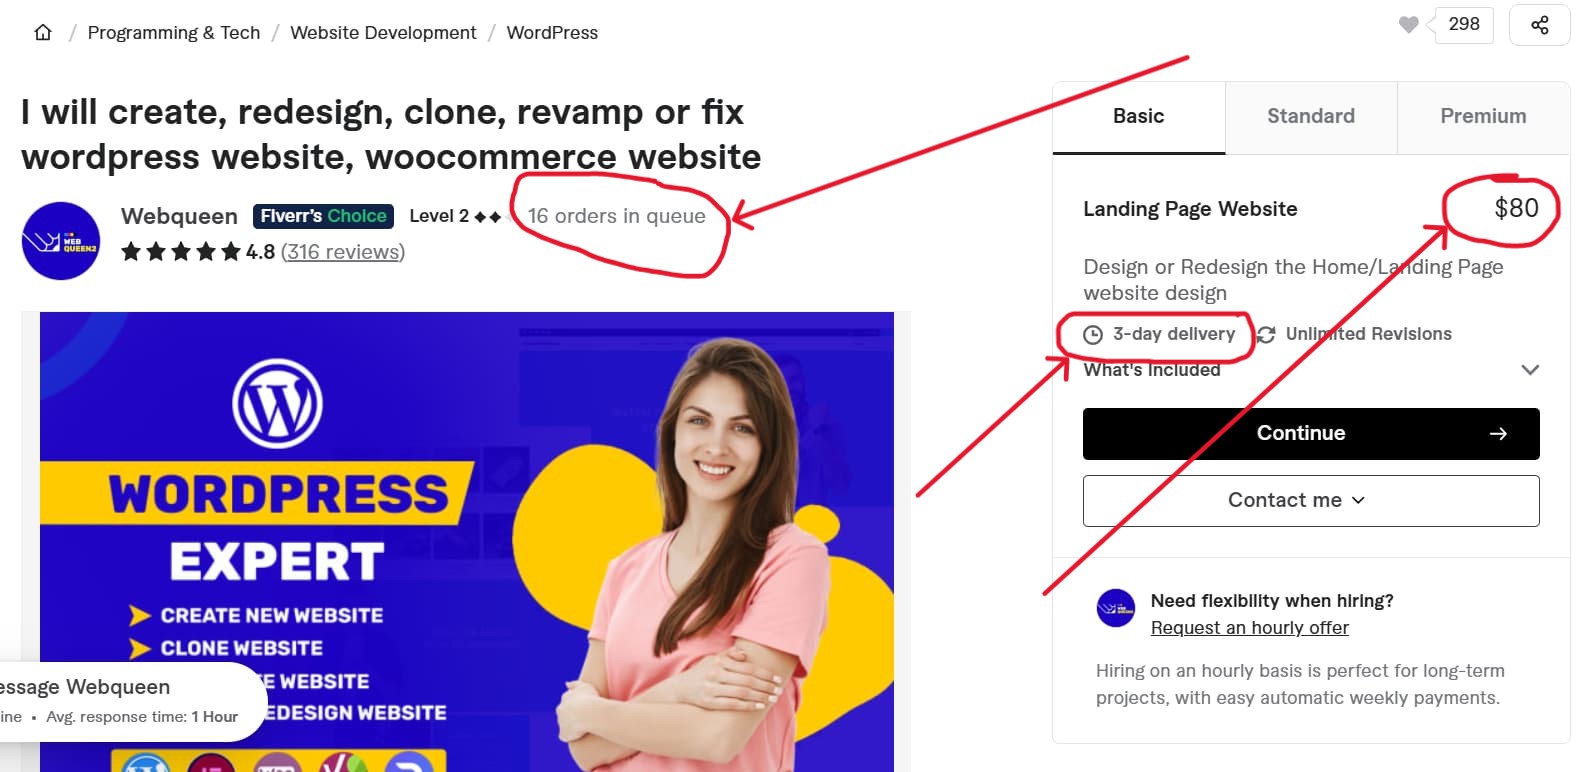 Programming & Tech / Website Development / WordPress
298
I will create, redesign, clone, revamp or fix
wordpress website, woocommerce website
Webqueen Fiverr's Choice Level 2 16 orders in queue
4.8 (316 reviews)
WEB
QUEEN2
WORDPRESS
EXPERT
CREATE NEW WEBSITE
CLONE WEBSITE
WEBSITE
EDESIGN WEBSITE
essage Webqueen
ine • Avg. response time: 1 Hour
Basic Standard Premium
Landing Page Website $80
Design or Redesign the Home/Landing Page
website design
3-day delivery Unlimited Revisions
What's Included
Continue
Contact me
Need flexibility when hiring?
Request an hourly offer
Hiring on an hourly basis is perfect for long-term
projects, with easy automatic weekly payments.